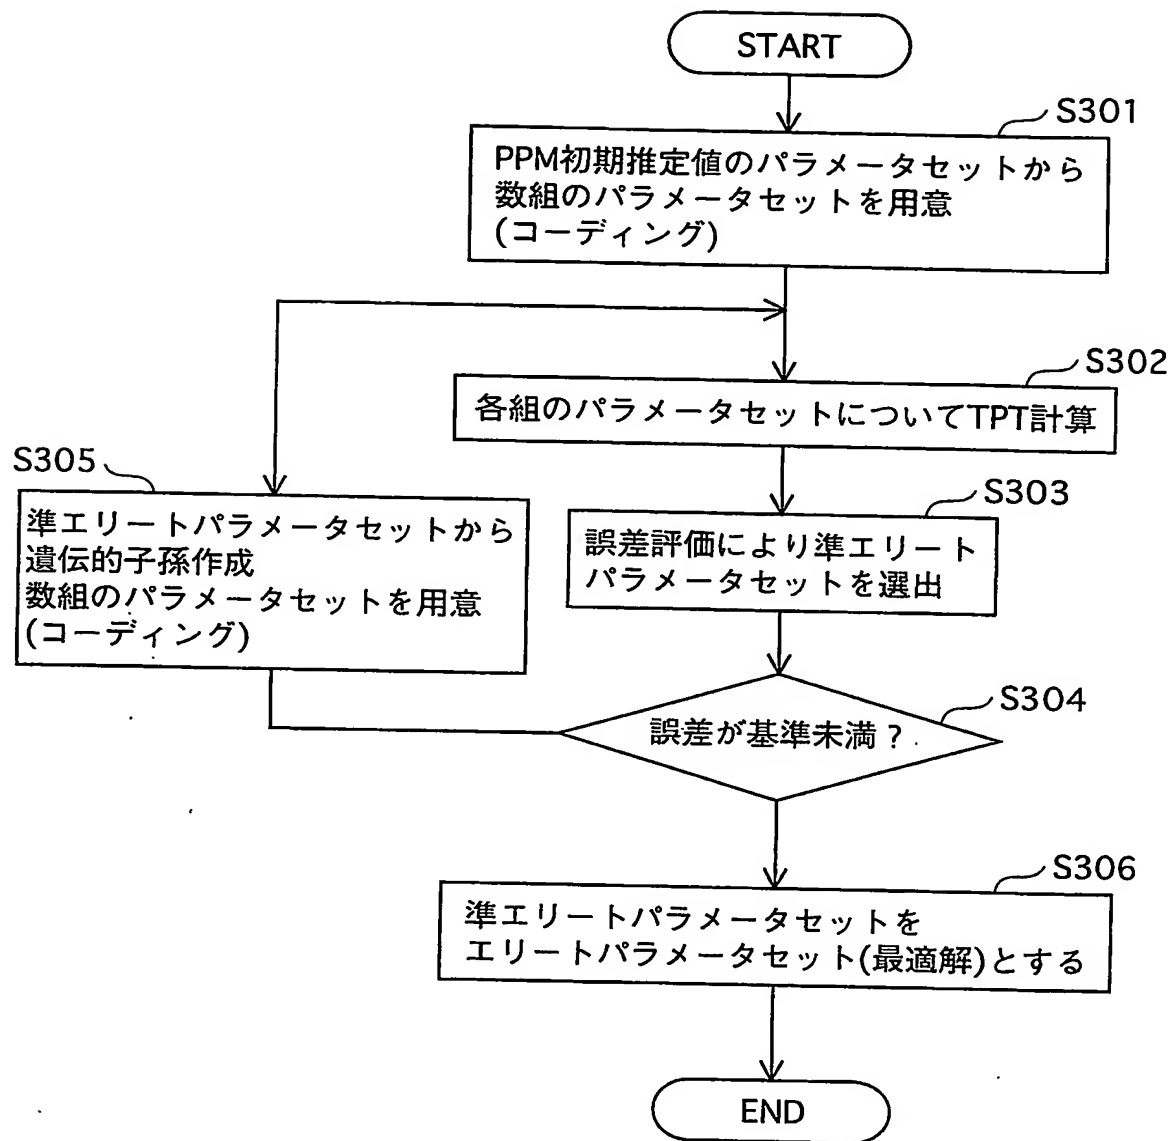 START
S301
PPM初期推定値のパラメータセットから
数組のパラメータセットを用意
(コーディング)
S302
各組のパラメータセットについてTPT計算
S303
誤差評価により準エリート
パラメータセットを選出
S304
誤差が基準未満？
S305
準エリートパラメータセットから
遺伝的子孫作成
数組のパラメータセットを用意
(コーディング)
S306
準エリートパラメータセットを
エリートパラメータセット(最適解)とする
END